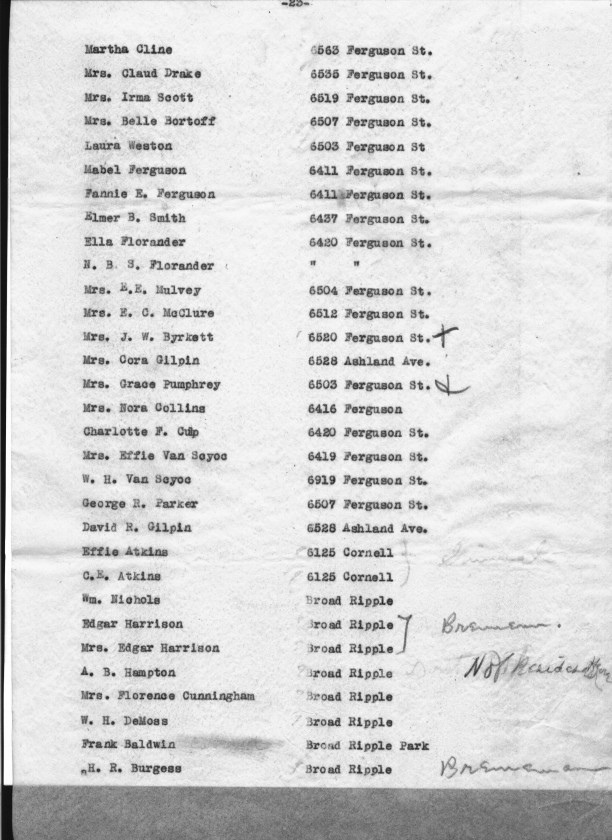 -23-
Martha Cline 6563 Ferguson St.
Mrs. Claud Drake 6535 Ferguson St.
Mrs. Irma Scott 6519 Ferguson St.
Mrs. Belle Bortoff 6507 Ferguson St.
Laura Weston 6503 Ferguson St
Mabel Ferguson 6411 Ferguson St.
Fannie E. Ferguson 6411 Ferguson St.
Elmer B. Smith 6437 Ferguson St.
Ella Florander 6420 Ferguson St.
N. B. S. Florander " "
Mrs. E.E. Mulvey 6504 Ferguson St.
Mrs. E. C. McClure 6512 Ferguson St.
Mrs. J. W. Byrkett 6520 Ferguson St.
Mrs. Cora Gilpin 6528 Ashland Ave.
Mrs. Grace Pumphrey 6503 Ferguson St.
Mrs. Nora Collins 6416 Ferguson
Charlotte F. Culp 6420 Ferguson St.
Mrs. Effie Van Scyoc 6419 Ferguson St.
W. H. Van Scyoc 6919 Ferguson St.
George R. Parker 6507 Ferguson St.
David R. Gilpin 6528 Ashland Ave.
Effie Atkins 6125 Cornell
C.E. Atkins 6125 Cornell
Wm. Nichols Broad Ripple
Edgar Harrison Broad Ripple Breneman.
Mrs. Edgar Harrison Broad Ripple
A. B. Hampton Broad Ripple Not
Mrs. Florence Cunningham Broad Ripple
W. H. DeMoss Broad Ripple
Frank Baldwin Broad Ripple Park
H. R. Burgess Broad Ripple Breneman